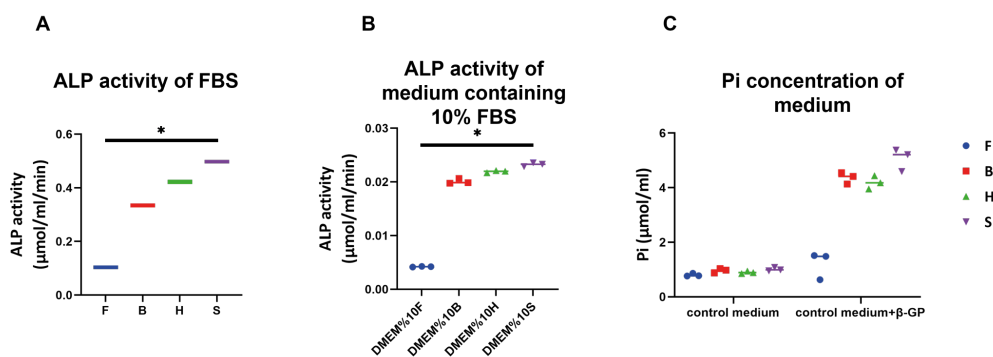 A
ALP activity of FBS
*
ALP activity
(μmol/ml/min)
0.6
0.4
0.2
0.0
F
B
H
S
B
ALP activity of
medium containing
10% FBS
*
ALP activity
(μmol/ml/min)
0.03
0.02
0.01
0.00
DMEM%10F
DMEM%10B
DMEM%10H
DMEM%10S
C
Pi concentration of
medium
Pi (μmol/ml)
6
4
2
0
control medium
control medium+β-GP
F
B
H
S